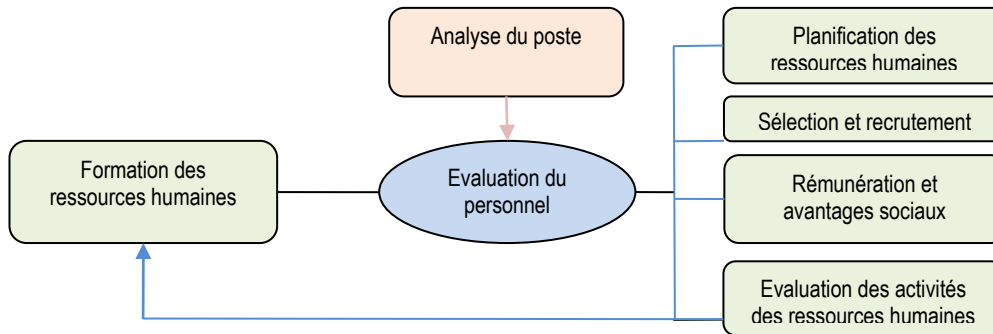 Analyse du poste
Planification des
ressources humaines
Sélection et recrutement
Formation des
ressources humaines
Evaluation du
personnel
Rémunération et
avantages sociaux
Evaluation des activités
des ressources humaines